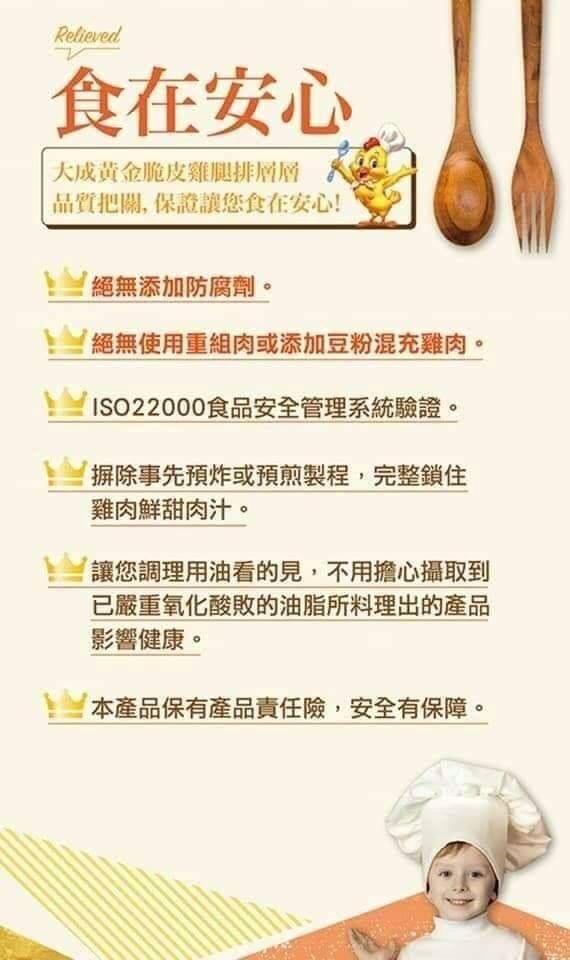 Relieved
食在安心
大成黃金脆皮雞腿排層層
品質把關, 保證讓您食在安心!
絕無添加防腐劑。
絕無使用重組肉或添加豆粉混充雞肉。
ISO22000食品安全管理系統驗證。
摒除事先預炸或預煎製程，完整鎖住
雞肉鮮甜肉汁。
讓您調理用油看的見，不用擔心攝取到
已嚴重氧化酸敗的油脂所料理出的產品
影響健康。
本產品保有產品責任險，安全有保障。